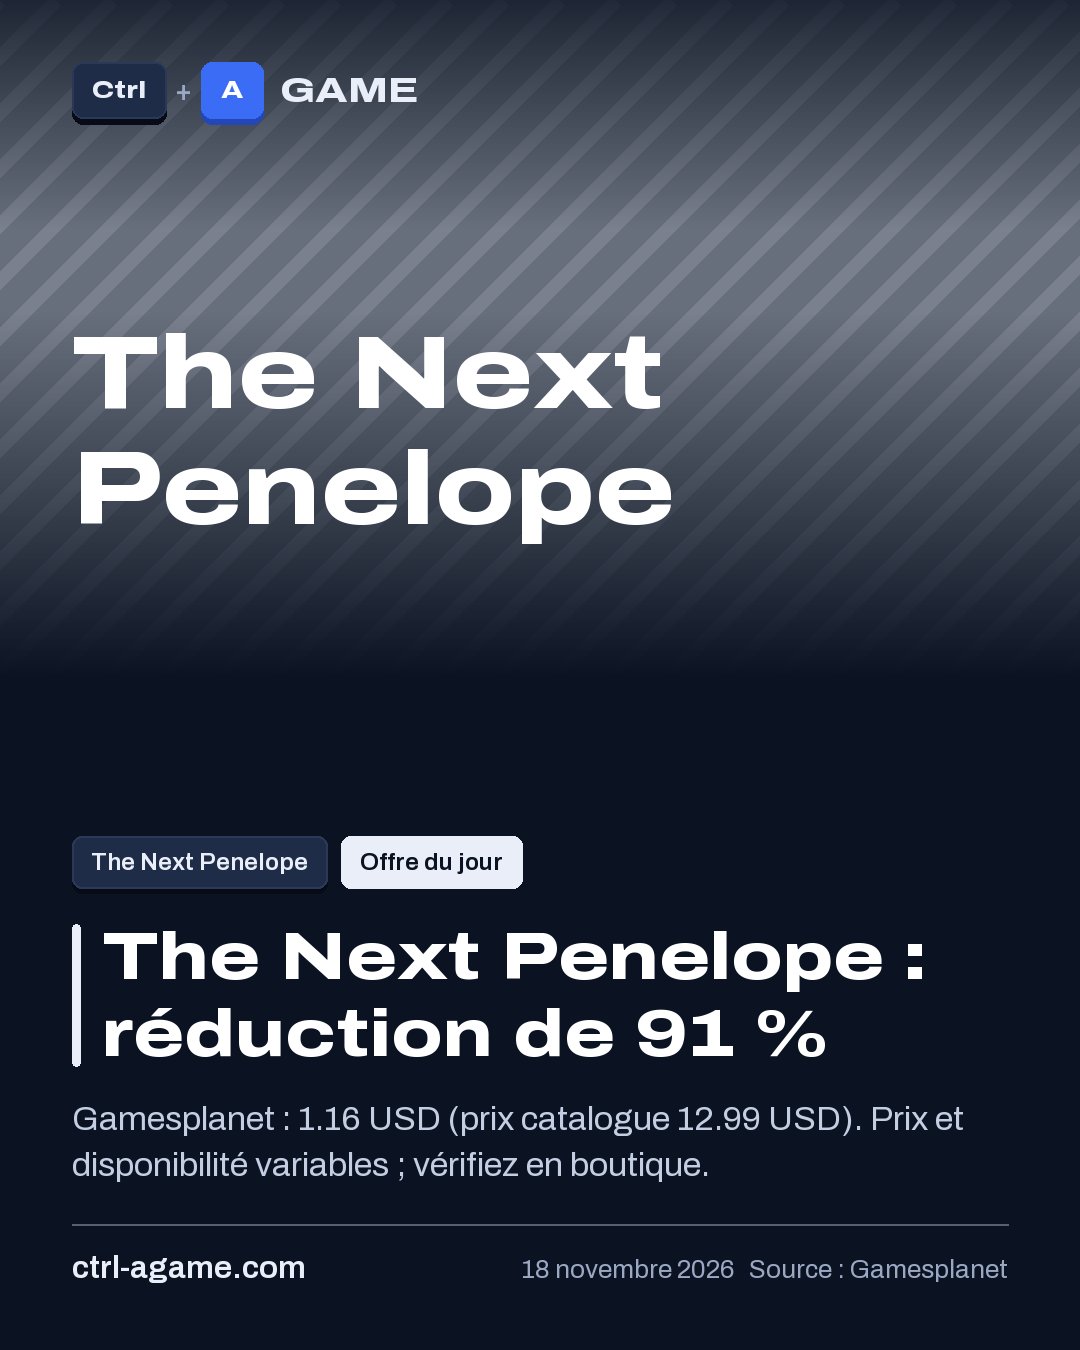 Ctrl + A GAME
The Next
Penelope
The Next Penelope Offre du jour
The Next Penelope :
réduction de 91 %
Gamesplanet : 1.16 USD (prix catalogue 12.99 USD). Prix et
disponibilité variables ; vérifiez en boutique.
ctrl-agame.com 18 novembre 2026 Source : Gamesplanet